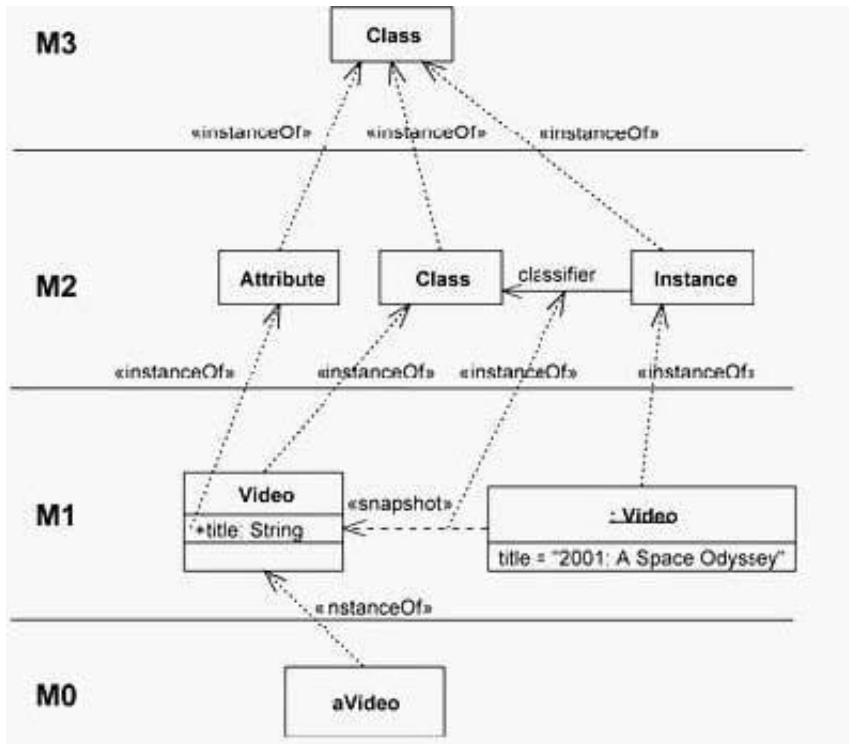 M3
Class
«instanceOf» «instanceOf» «instanceOf»
M2
Attribute Class classifier Instance
«instanceOf» «instanceOf» «instanceOf» «instanceOf»
M1
Video
+title: String
«snapshot»
: Video
title = "2001: A Space Odyssey"
«nstanceOf»
M0
aVideo